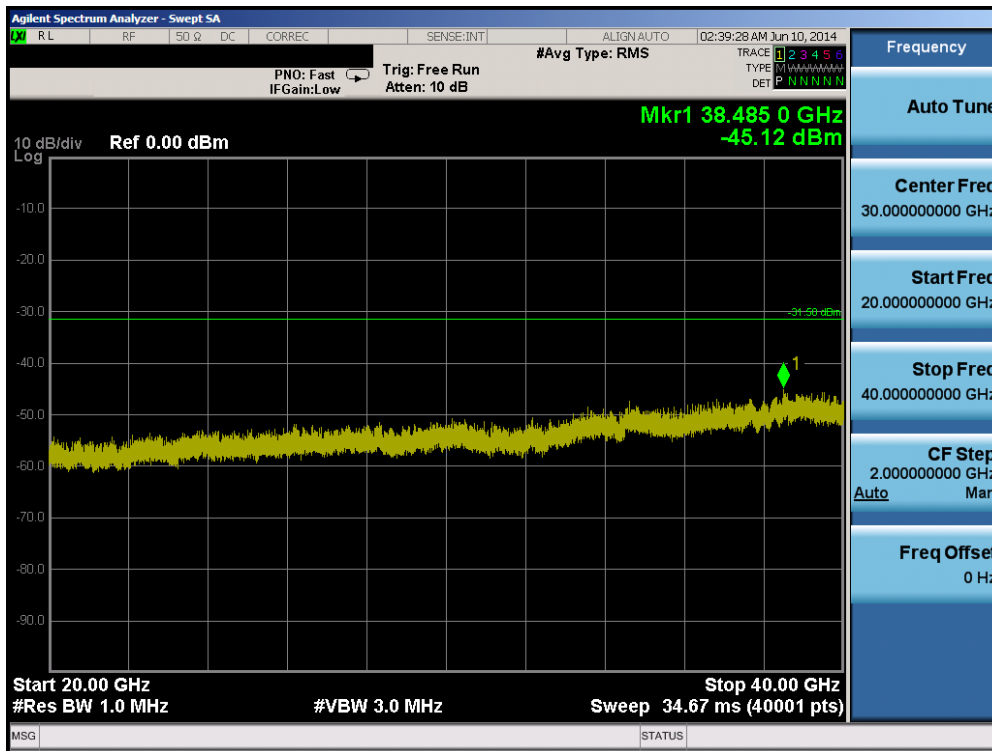 Agilent Spectrum Analyzer - Swept SA
LXI RL RF 50 Ω DC CORREC SENSE:INT ALIGN AUTO 02:39:28 AM Jun 10, 2014
Frequency
#Avg Type: RMS
TRACE 1 2 3 4 5 6
PNO: Fast Trig: Free Run
TYPE M WWWWW
IFGain:Low Atten: 10 dB
DET P N N N N N
Auto Tune
Mkr1 38.485 0 GHz
10 dB/div Ref 0.00 dBm -45.12 dBm
Log
-10.0
-20.0
-30.0
-31.50 dBm
-40.0
1
-50.0
-60.0
-70.0
-80.0
-90.0
Center Freq
30.000000000 GHz
Start Freq
20.000000000 GHz
Stop Freq
40.000000000 GHz
CF Step
2.000000000 GHz
Auto Man
Freq Offset
0 Hz
Start 20.00 GHz Stop 40.00 GHz
#Res BW 1.0 MHz #VBW 3.0 MHz Sweep 34.67 ms (40001 pts)
MSG STATUS